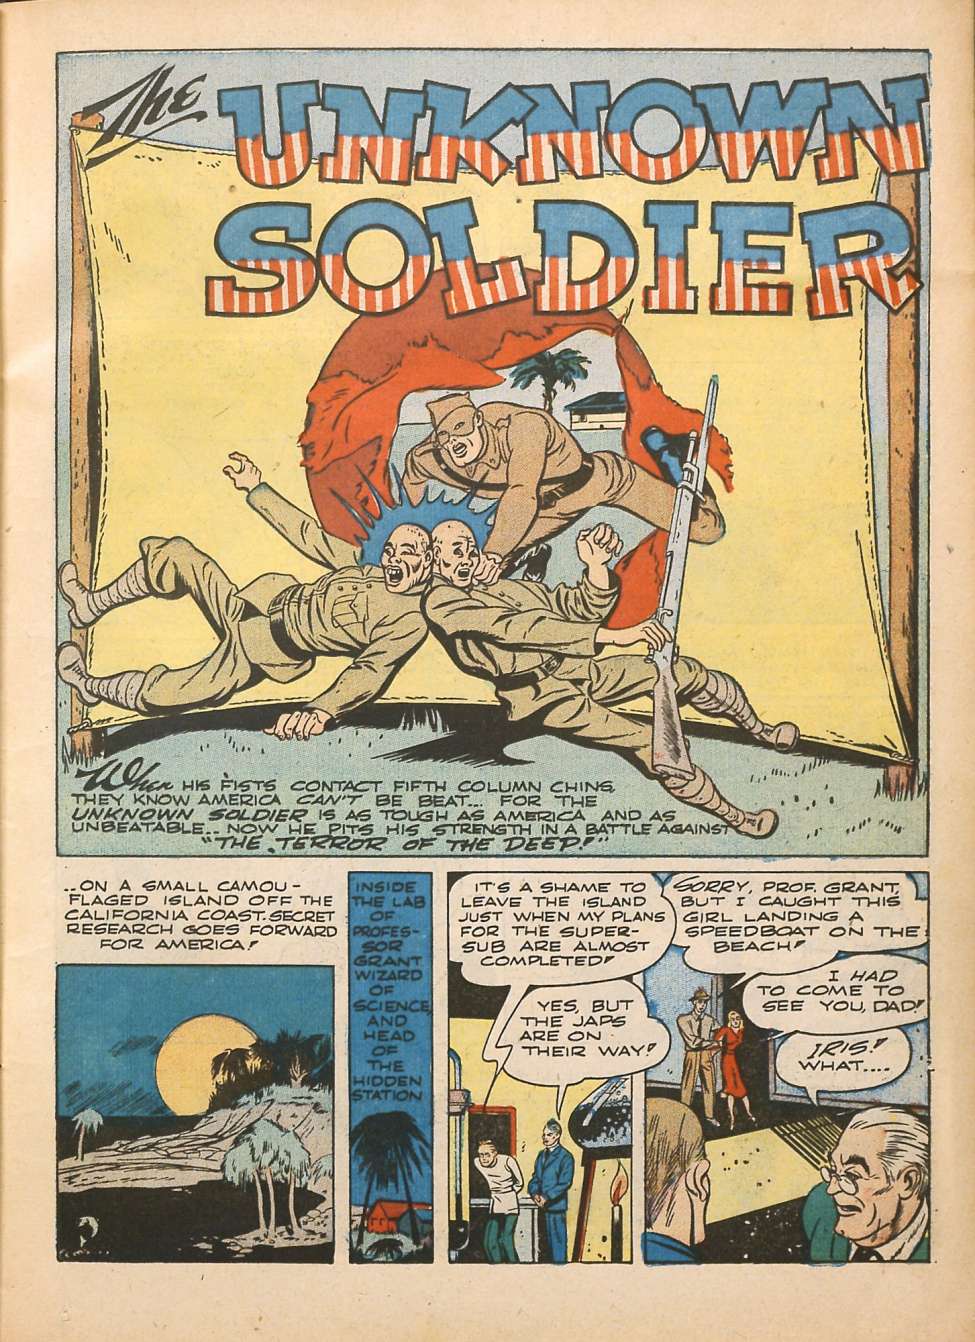 The UNKNOWN
SOLDIER
When HIS FISTS CONTACT FIFTH COLUMN CHINS,
THEY KNOW AMERICA CAN'T BE BEAT... FOR THE
UNKNOWN SOLDIER IS AS TOUGH AS AMERICA AND AS
UNBEATABLE.. NOW HE PITS HIS STRENGTH IN A BATTLE AGAINST
"THE TERROR OF THE DEEP!"
..ON A SMALL CAMOU-
FLAGED ISLAND OFF THE
CALIFORNIA COAST. SECRET
RESEARCH GOES FORWARD
FOR AMERICA!
INSIDE
THE LAB
OF
PROFES-
SOR
GRANT
WIZARD
OF
SCIENCE,
AND
HEAD
OF
THE
HIDDEN
STATION
IT'S A SHAME TO
LEAVE THE ISLAND
JUST WHEN MY PLANS
FOR THE SUPER-
SUB ARE ALMOST
COMPLETED!
YES, BUT
THE JAPS
ARE ON
THEIR WAY!
SORRY, PROF. GRANT,
BUT I CAUGHT THIS
GIRL LANDING A
SPEEDBOAT ON THE
BEACH!
I HAD
TO COME TO
SEE YOU, DAD!
IRIS!
WHAT....